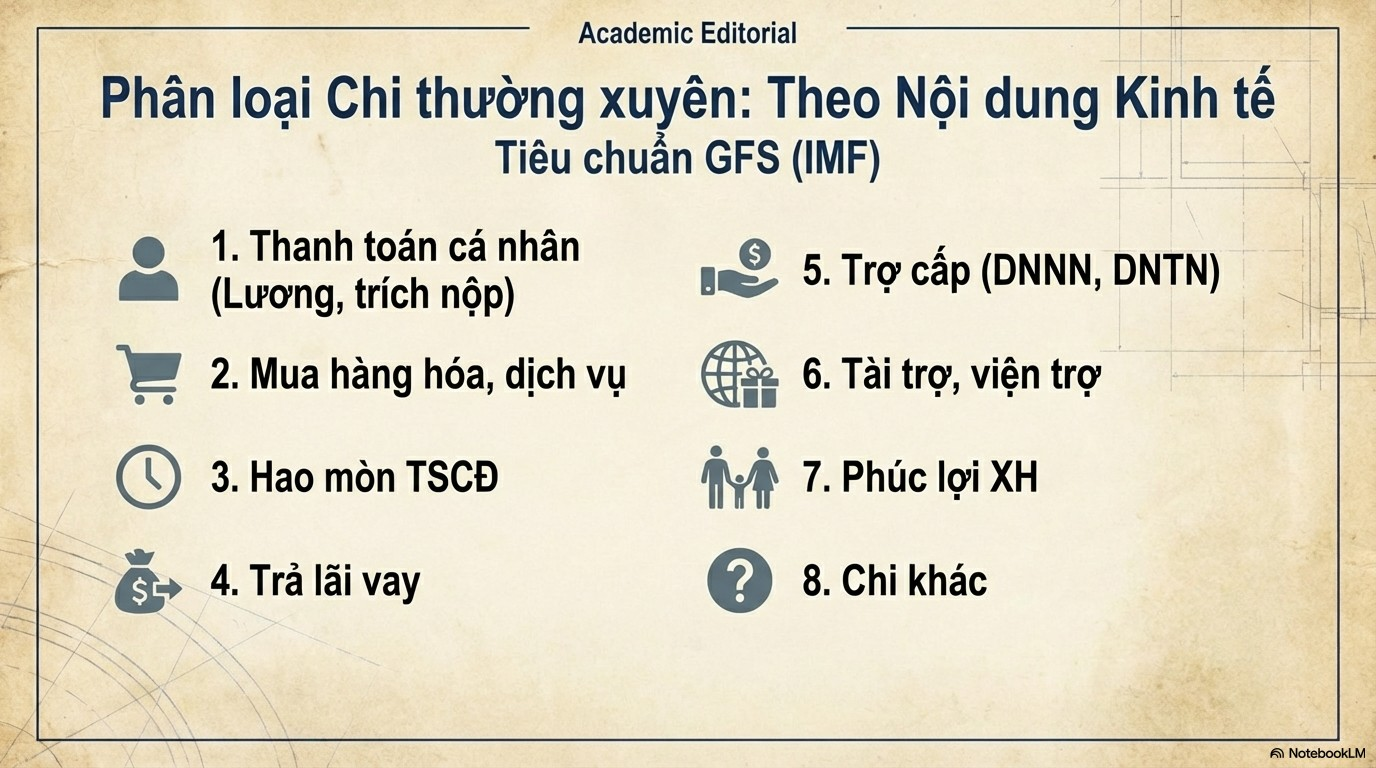 Academic Editorial
Phân loại Chi thường xuyên: Theo Nội dung Kinh tế
Tiêu chuẩn GFS (IMF)
1. Thanh toán cá nhân
(Lương, trích nộp)
2. Mua hàng hóa, dịch vụ
3. Hao mòn TSCĐ
4. Trả lãi vay
5. Trợ cấp (DNNN, DNTN)
6. Tài trợ, viện trợ
7. Phúc lợi XH
8. Chi khác
NotebookLM